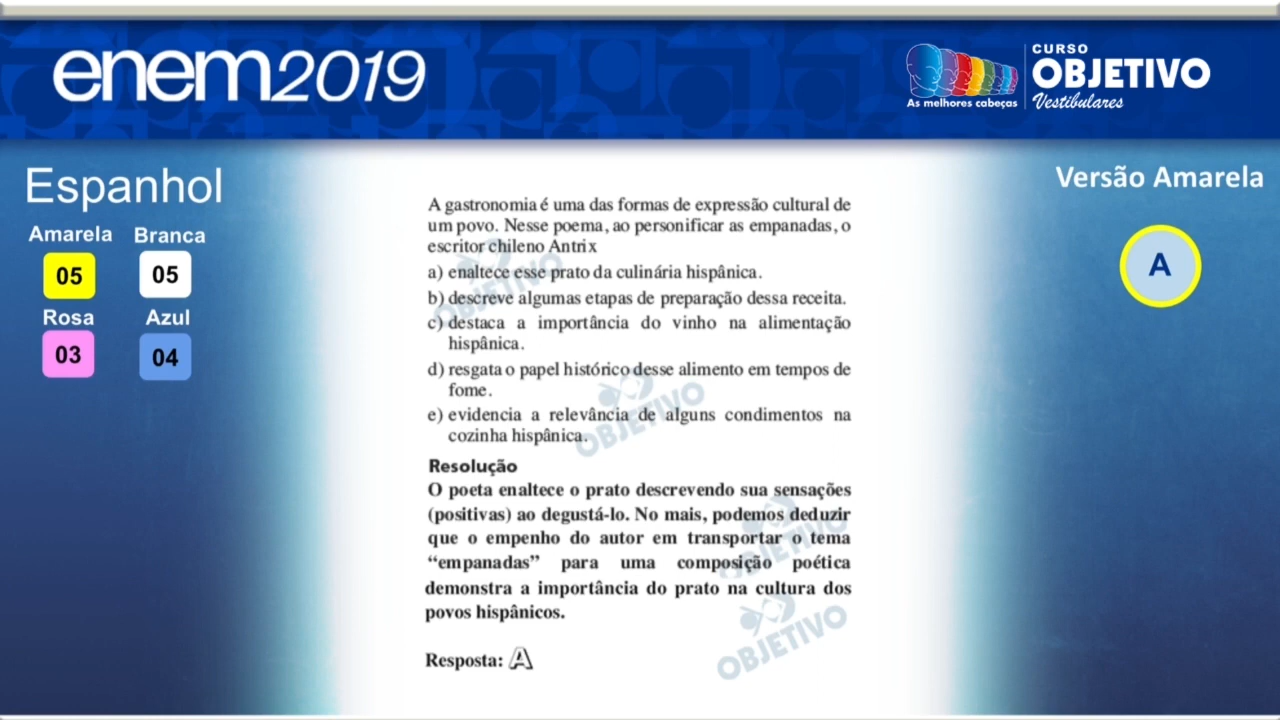 enem2019
CURSO
OBJETIVO
Vestibulares
As melhores cabeças
Espanhol
Versão Amarela
Amarela Branca
05 05
Rosa Azul
03 04
A
A gastronomia é uma das formas de expressão cultural de
um povo. Nesse poema, ao personificar as empanadas, o
escritor chileno Antrix
a) enaltece esse prato da culinária hispânica.
b) descreve algumas etapas de preparação dessa receita.
c) destaca a importância do vinho na alimentação
hispânica.
d) resgata o papel histórico desse alimento em tempos de
fome.
e) evidencia a relevância de alguns condimentos na
cozinha hispânica.
Resolução
O poeta enaltece o prato descrevendo sua sensações
(positivas) ao degustá-lo. No mais, podemos deduzir
que o empenho do autor em transportar o tema
“empanadas” para uma composição poética
demonstra a importância do prato na cultura dos
povos hispânicos.
Resposta: A
OBJETIVO
OBJETIVO
OBJETIVO
OBJETIVO